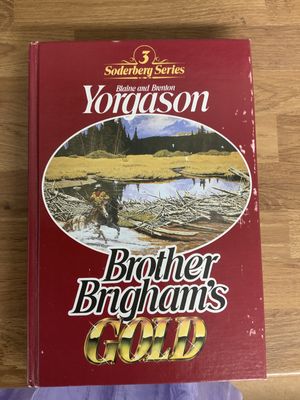 3
Soderberg Series
Blaine and Brenton
Yorgason
Brother
Brigham's
GOLD